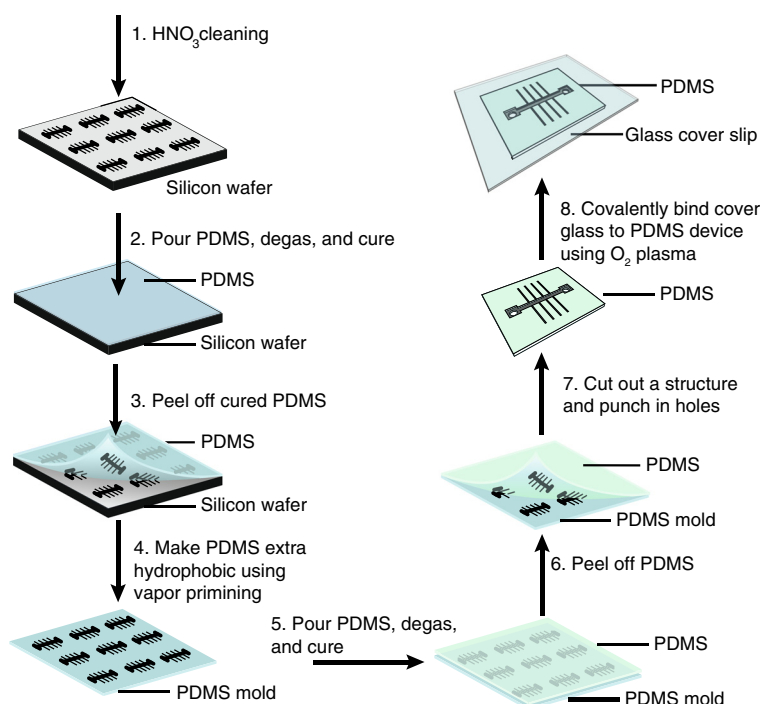 1. HNO3cleaning
Silicon wafer
2. Pour PDMS, degas, and cure
PDMS
Silicon wafer
3. Peel off cured PDMS
PDMS
Silicon wafer
4. Make PDMS extra
hydrophobic using
vapor primining
PDMS mold
5. Pour PDMS, degas,
and cure
PDMS
PDMS mold
6. Peel off PDMS
PDMS
PDMS mold
7. Cut out a structure
and punch in holes
PDMS
8. Covalently bind cover
glass to PDMS device
using O2 plasma
PDMS
Glass cover slip